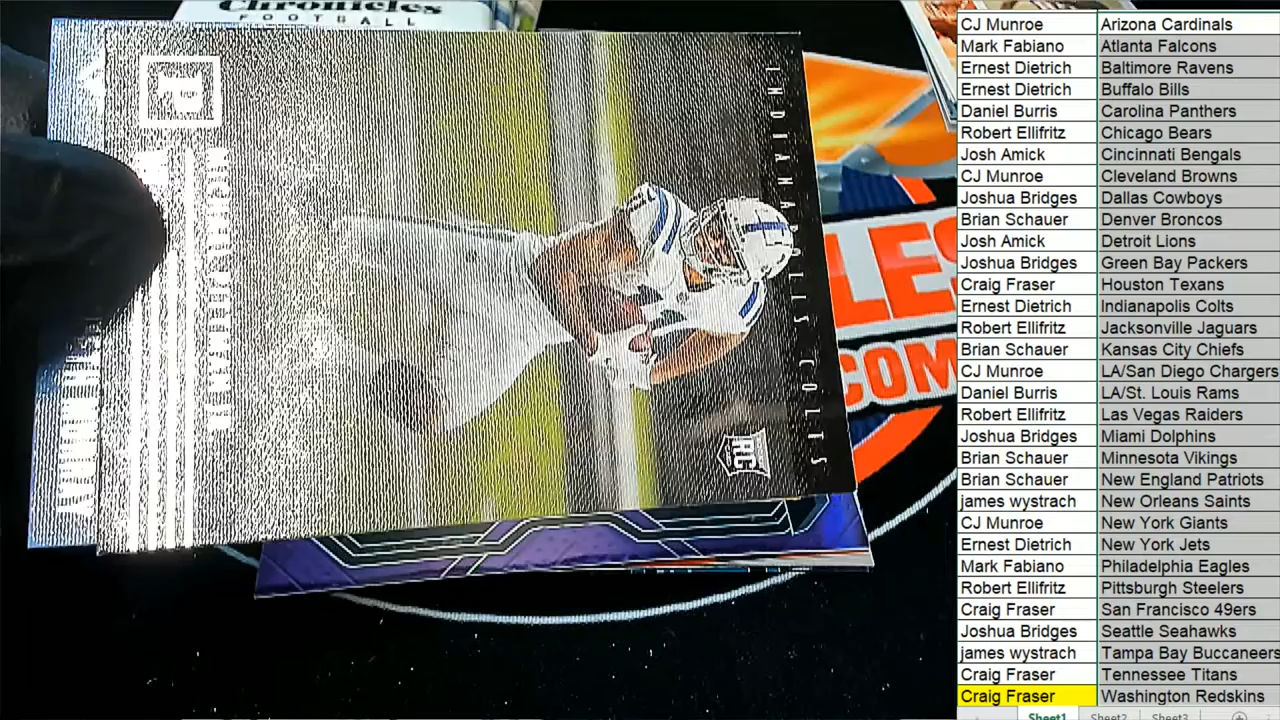 Chronicles
FOOTBALL
P
INDIANAPOLIS COLTS
RC
LES
COM
CJ Munroe Arizona Cardinals
Mark Fabiano Atlanta Falcons
Ernest Dietrich Baltimore Ravens
Ernest Dietrich Buffalo Bills
Daniel Burris Carolina Panthers
Robert Ellifritz Chicago Bears
Josh Amick Cincinnati Bengals
CJ Munroe Cleveland Browns
Joshua Bridges Dallas Cowboys
Brian Schauer Denver Broncos
Josh Amick Detroit Lions
Joshua Bridges Green Bay Packers
Craig Fraser Houston Texans
Ernest Dietrich Indianapolis Colts
Robert Ellifritz Jacksonville Jaguars
Brian Schauer Kansas City Chiefs
CJ Munroe LA/San Diego Chargers
Daniel Burris LA/St. Louis Rams
Robert Ellifritz Las Vegas Raiders
Joshua Bridges Miami Dolphins
Brian Schauer Minnesota Vikings
Brian Schauer New England Patriots
james wystrach New Orleans Saints
CJ Munroe New York Giants
Ernest Dietrich New York Jets
Mark Fabiano Philadelphia Eagles
Robert Ellifritz Pittsburgh Steelers
Craig Fraser San Francisco 49ers
Joshua Bridges Seattle Seahawks
james wystrach Tampa Bay Buccaneers
Craig Fraser Tennessee Titans
Craig Fraser Washington Redskins
Sheet1 Sheet2 Sheet3